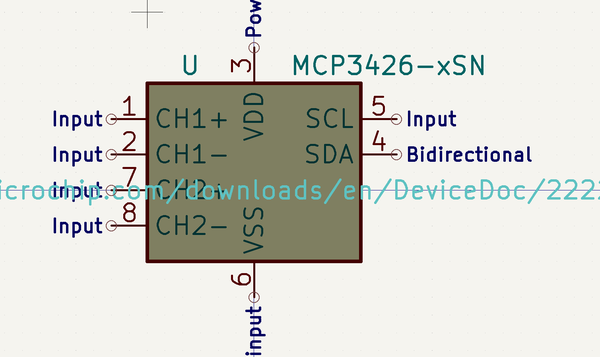 Pow
U
MCP3426-xSN
3
VDD
Input 1 CH1+
SCL 5 Input
Input 2 CH1-
SDA 4 Bidirectional
Input 7 CH2+
icrochip.com/downloads/en/DeviceDoc/222
Input 8 CH2-
VSS
6
input